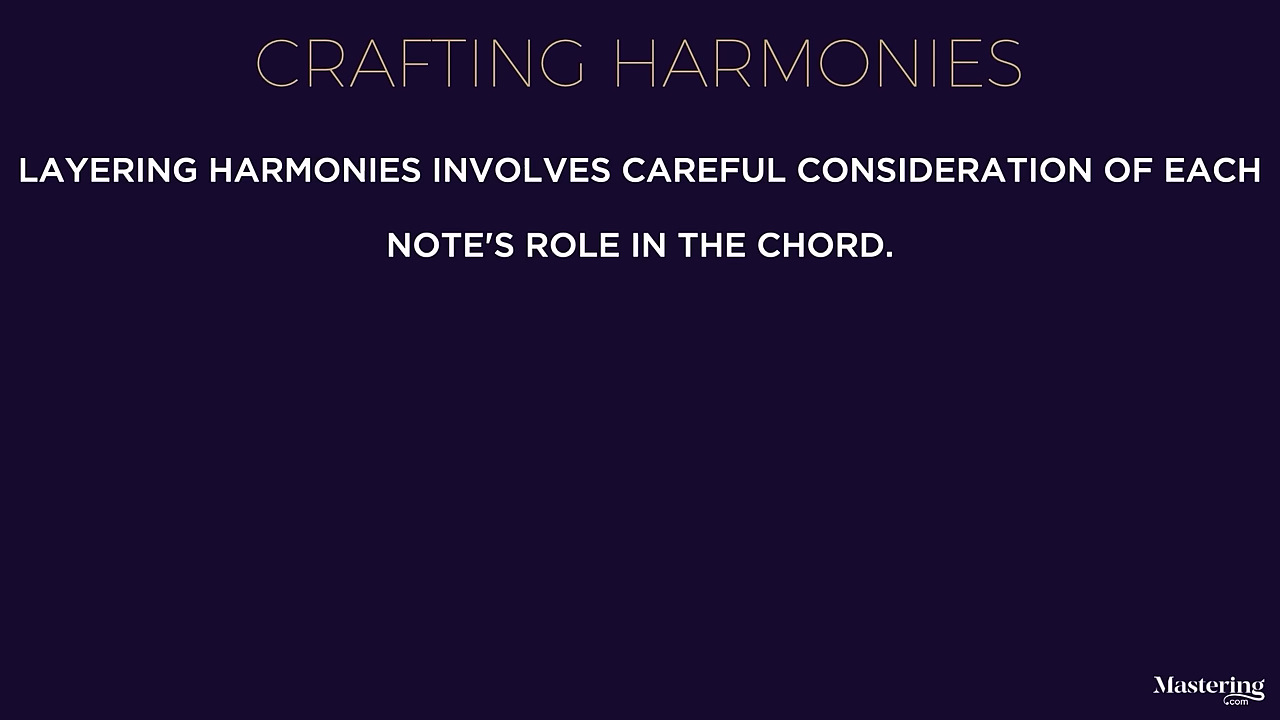 CRAFTING HARMONIES
LAYERING HARMONIES INVOLVES CAREFUL CONSIDERATION OF EACH
NOTE'S ROLE IN THE CHORD.
Mastering
.com